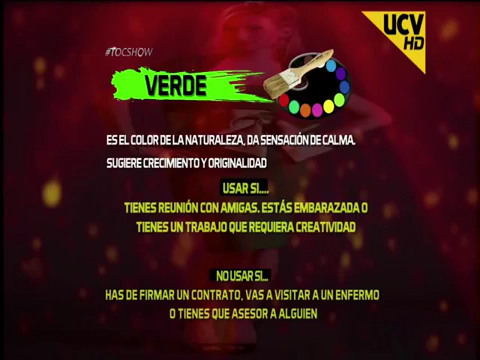 #TOCSHOW
UCV
HD
VERDE
ES EL COLOR DE LA NATURALEZA, DA SENSACIÓN DE CALMA.
SUGIERE CRECIMIENTO Y ORIGINALIDAD
USAR SI....
TIENES REUNIÓN CON AMIGAS. ESTÁS EMBARAZADA O
TIENES UN TRABAJO QUE REQUIERA CREATIVIDAD
NO USAR SI...
HAS DE FIRMAR UN CONTRATO, VAS A VISITAR A UN ENFERMO
O TIENES QUE ASESOR A ALGUIEN